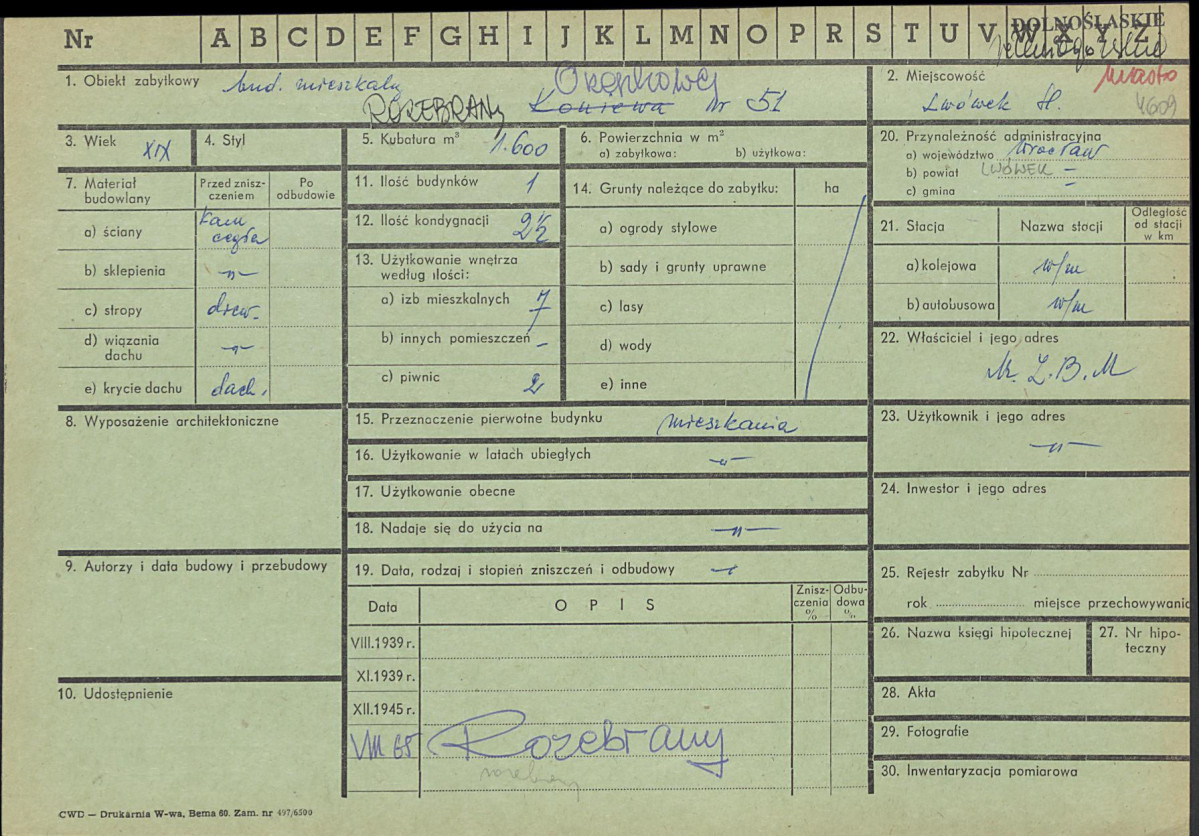 Nr A B C D E F G H I J K L M N O P R S T U V W X Y Z
DOLNOŚLĄSKIE
1. Obiekt zabytkowy bud. mieszkalny
ROZEBRANY Nr 51
2. Miejscowość Miasto
Lwówek Śl. 4609
3. Wiek XIX
4. Styl
5. Kubatura m³ 1.600
6. Powierzchnia w m²
a) zabytkowa: b) użytkowa:
20. Przynależność administracyjna
a) województwo Wrocław
b) powiat LWÓWEK
c) gmina
7. Materiał budowlany
Przed znisz-
czeniem
Po
odbudowie
a) ściany kam
cegła
b) sklepienia —„—
c) stropy drew.
d) wiązania
dachu —„—
e) krycie dachu dach.
8. Wyposażenie architektoniczne
9. Autorzy i data budowy i przebudowy
10. Udostępnienie
11. Ilość budynków 1
12. Ilość kondygnacji 2½
13. Użytkowanie wnętrza
według ilości:
a) izb mieszkalnych 7
b) innych pomieszczeń –
c) piwnic 2
14. Grunty należące do zabytku: ha
a) ogrody stylowe
b) sady i grunty uprawne
c) lasy
d) wody
e) inne
15. Przeznaczenie pierwotne budynku mieszkania
16. Użytkowanie w latach ubiegłych —„—
17. Użytkowanie obecne
18. Nadaje się do użycia na —„—
19. Data, rodzaj i stopień zniszczeń i odbudowy
Data OPIS
Znisz-
czenia
%
Odbu-
dowa
%
VIII.1939 r.
XI.1939 r.
XII.1945 r.
VIII 65 Rozebrany
21. Stacja Nazwa stacji
Odległość
od stacji
w km
a) kolejowa w/m
b) autobusowa w/m
22. Właściciel i jego adres
M. Z. B. M
23. Użytkownik i jego adres
—„—
24. Inwestor i jego adres
25. Rejestr zabytku Nr
rok miejsce przechowywania
26. Nazwa księgi hipotecznej
27. Nr hipo-
teczny
28. Akta
29. Fotografie
30. Inwentaryzacja pomiarowa
CWD — Drukarnia W-wa, Bema 60. Zam. nr 497/6500